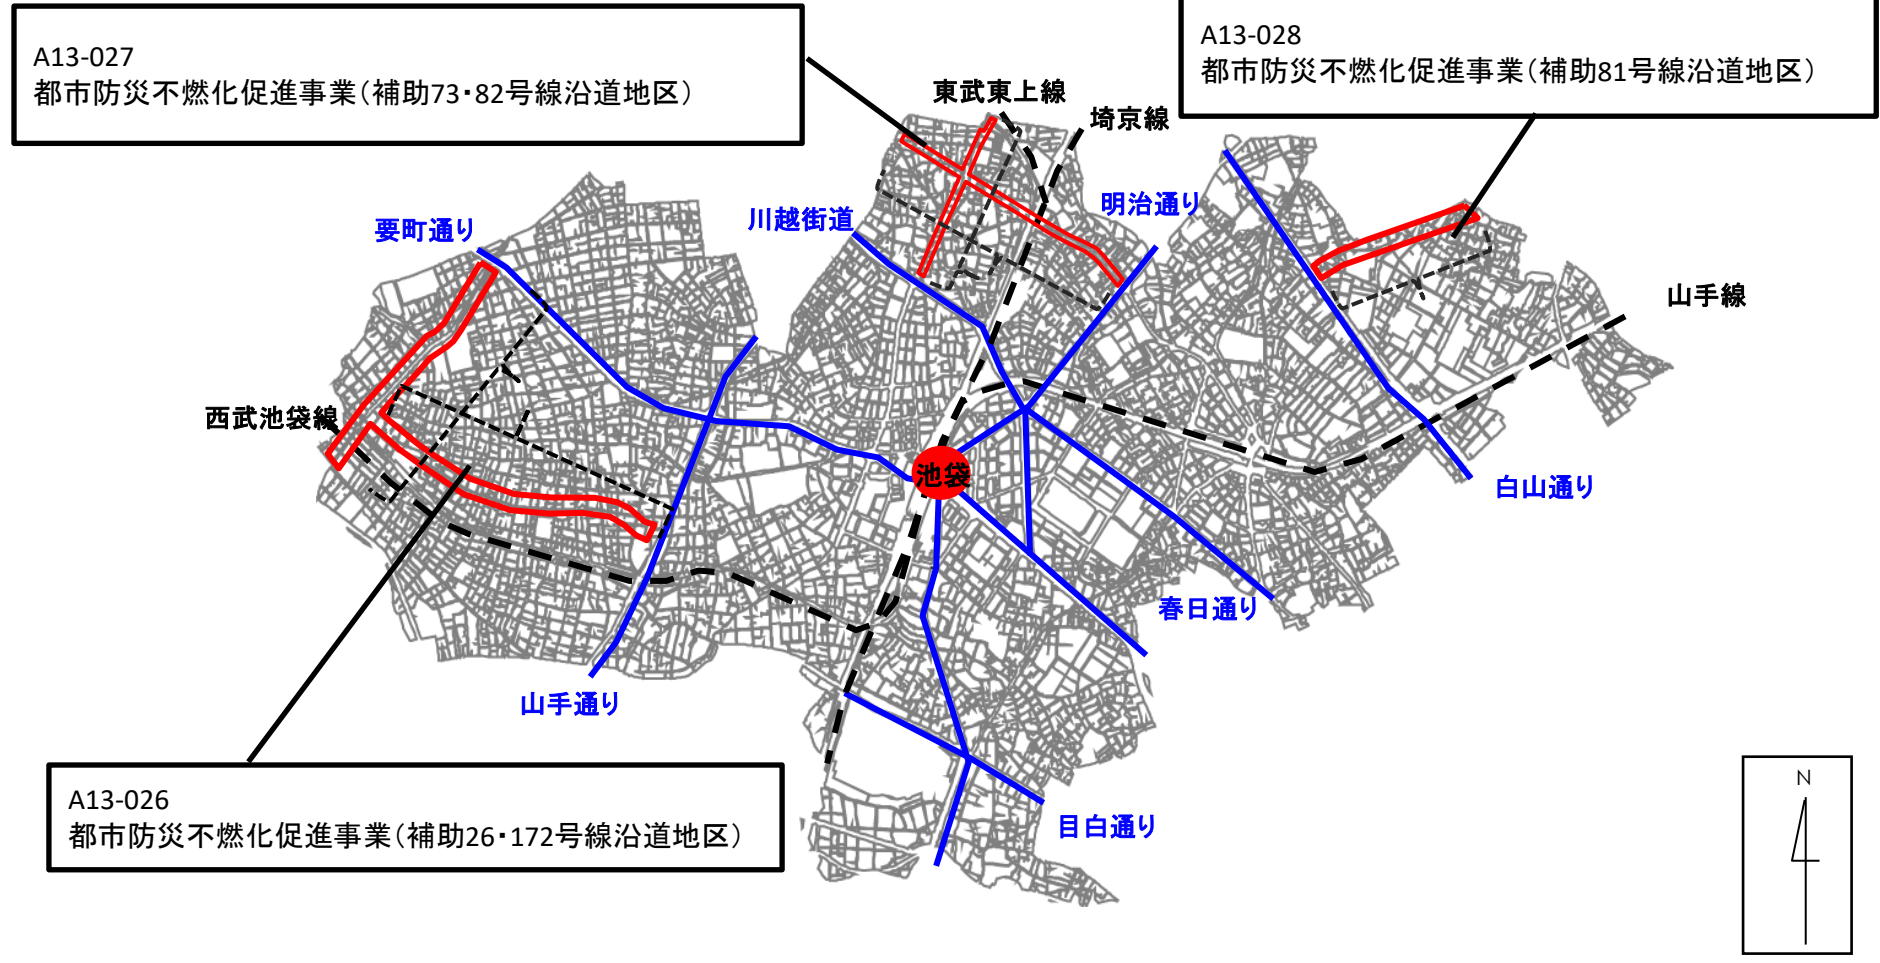 A13-027
都市防災不燃化促進事業（補助73・82号線沿道地区）
A13-028
都市防災不燃化促進事業（補助81号線沿道地区）
東武東上線
埼京線
明治通り
川越街道
要町通り
山手線
西武池袋線
池袋
白山通り
春日通り
山手通り
目白通り
A13-026
都市防災不燃化促進事業（補助26・172号線沿道地区）
N